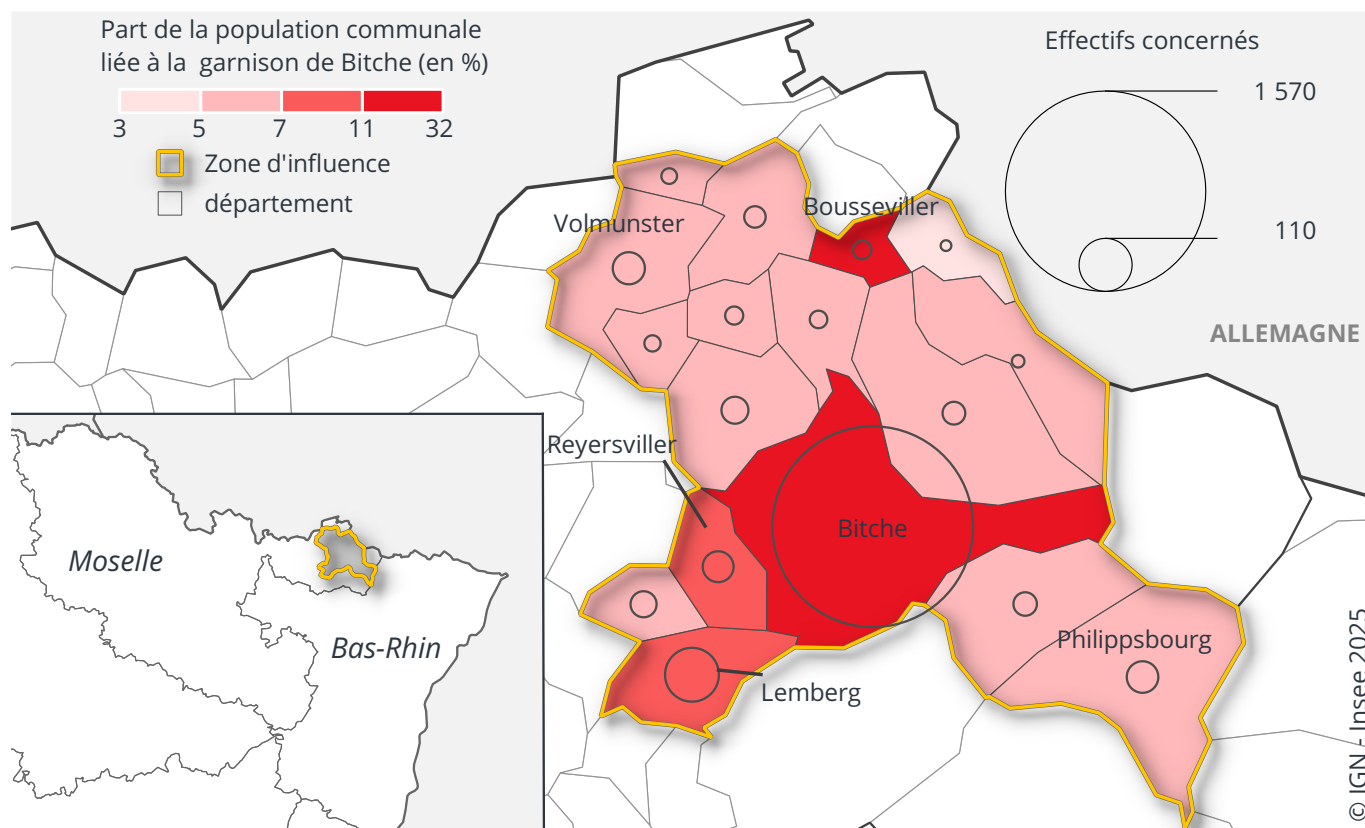 Part de la population communale
liée à la garnison de Bitche (en %)
3 5 7 11 32
Zone d'influence
département
Effectifs concernés
1 570
110
ALLEMAGNE
Volmunster
Bousseviller
Reyersviller
Bitche
Philippsbourg
Lemberg
Moselle
Bas-Rhin
© IGN - Insee 2025